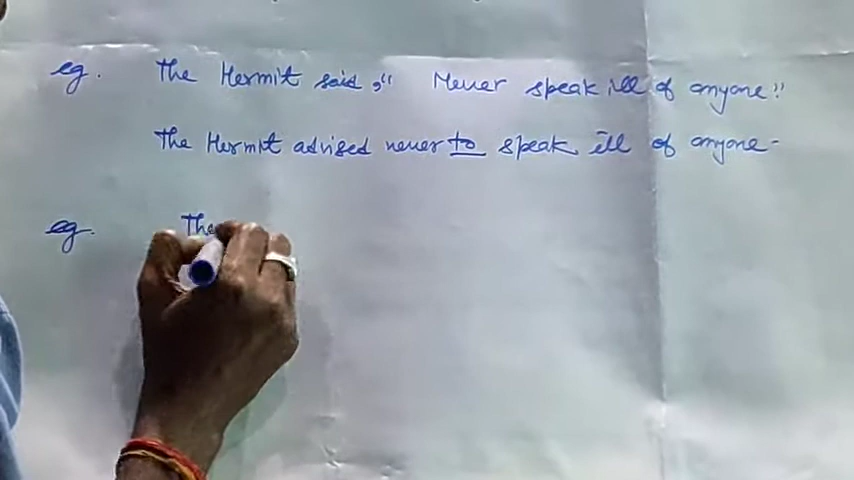 eg. The Hermit said, "Never speak ill of anyone"
The Hermit advised never to speak ill of anyone.
eg. The